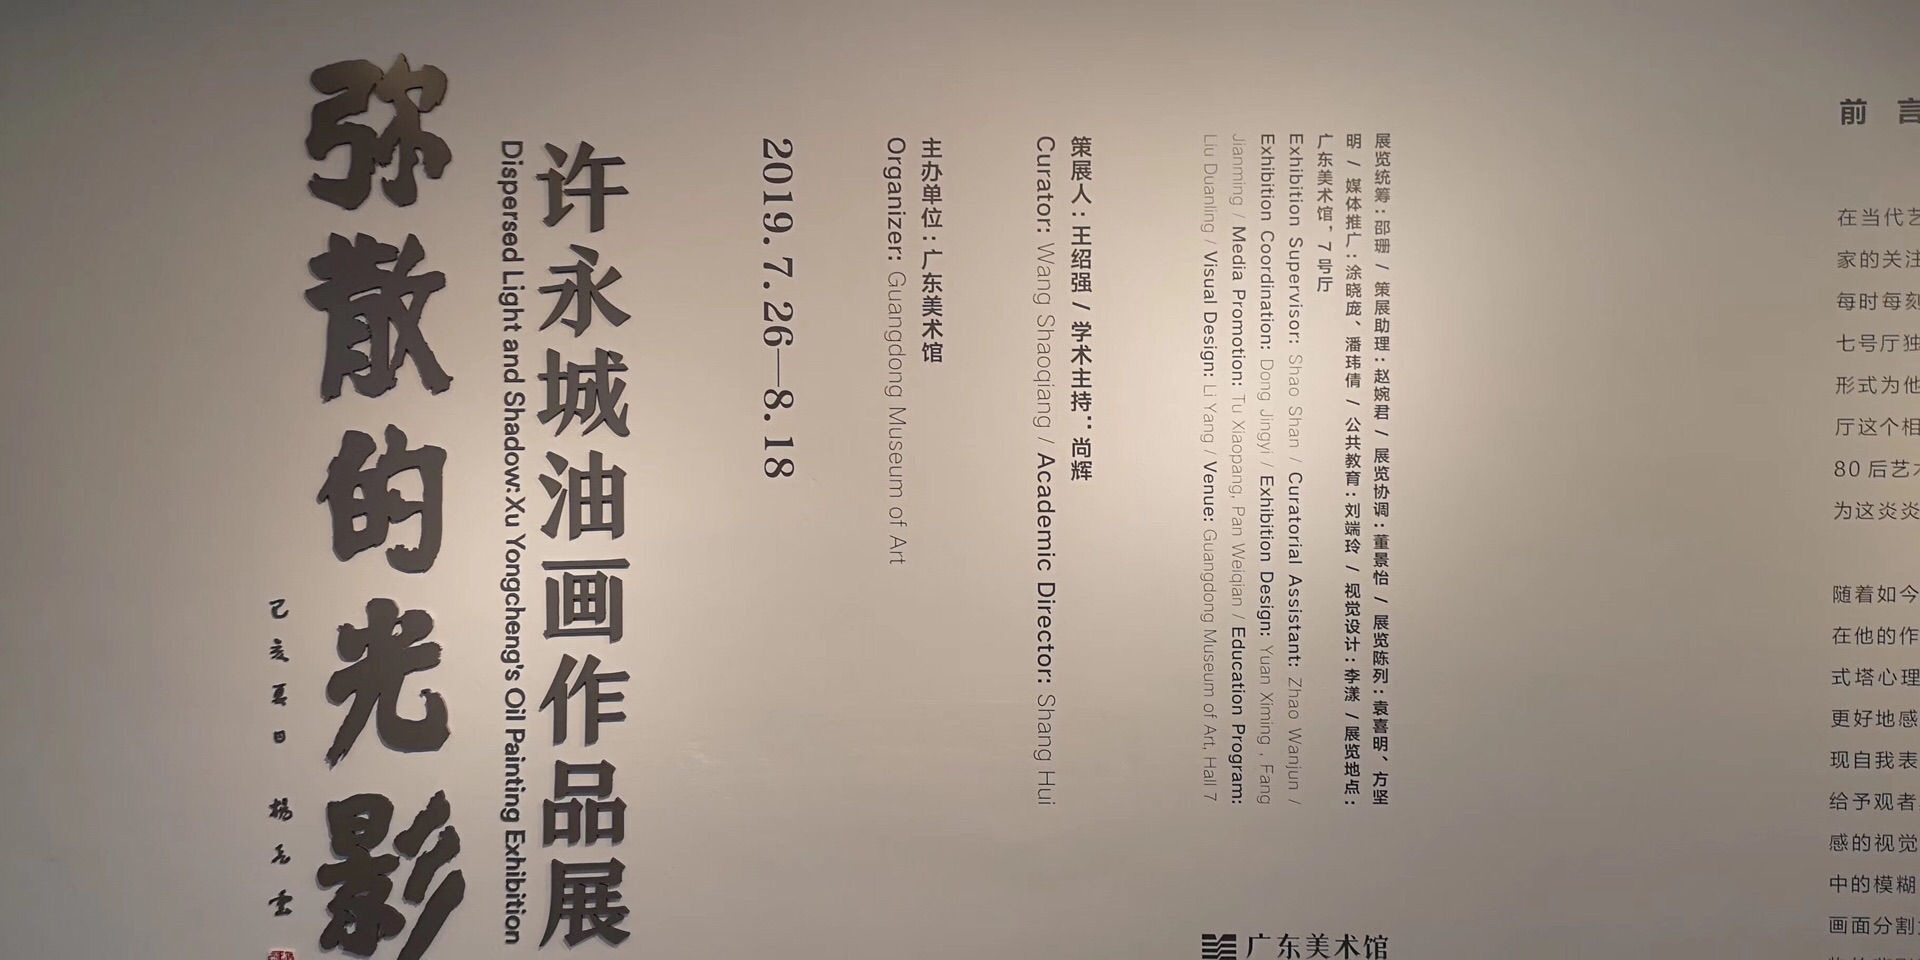 弥散的光影
己亥夏日
Dispersed Light and Shadow:Xu Yongcheng's Oil Painting Exhibition
许永城油画作品展
2019.7.26—8.18
主办单位：广东美术馆
Organizer: Guangdong Museum of Art
策展人：王绍强 / 学术主持：尚辉
Curator: Wang Shaoqiang / Academic Director: Shang Hui
展览统筹：邵珊 / 策展助理：赵婉君 / 展览协调：董景怡 / 展览陈列：袁喜明、方坚
明 / 媒体推广：涂晓庞、潘玮倩 / 公共教育：刘端玲 / 视觉设计：李漾 / 展览地点：
广东美术馆，7号厅
Exhibition Supervisor: Shao Shan / Curatorial Assistant: Zhao Wanjun /
Exhibition Coordination: Dong Jingyi / Exhibition Design: Yuan Ximing , Fang
Jianming / Media Promotion: Tu Xiaopang, Pan Weiqian / Education Program:
Liu Duanling / Visual Design: Li Yang / Venue: Guangdong Museum of Art, Hall 7
广东美术馆
前 言
在当代艺
家的关注
每时每刻
七号厅独
形式为他
厅这个相
80 后艺术
为这炎炎
随着如今
在他的作
式塔心理
更好地感
现自我表
给予观者
感的视觉
中的模糊
画面分割